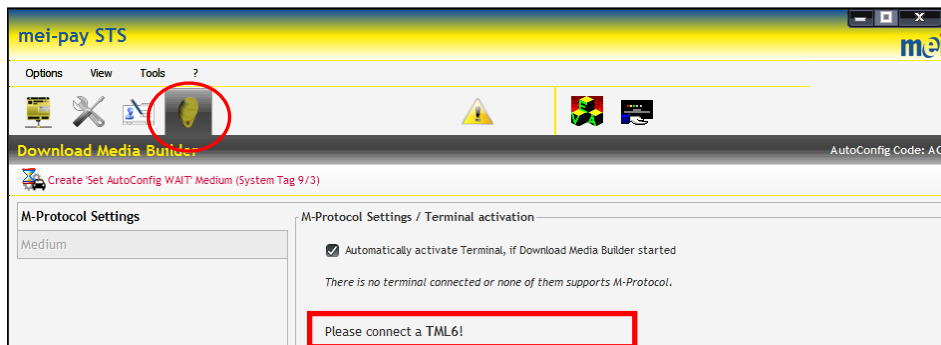 mei-pay STS
Options View Tools ?
Download Media Builder
AutoConfig Code: AC
Create 'Set AutoConfig WAIT' Medium (System Tag 9/3)
M-Protocol Settings
Medium
M-Protocol Settings / Terminal activation
Automatically activate Terminal, if Download Media Builder started
There is no terminal connected or none of them supports M-Protocol.
Please connect a TML6!